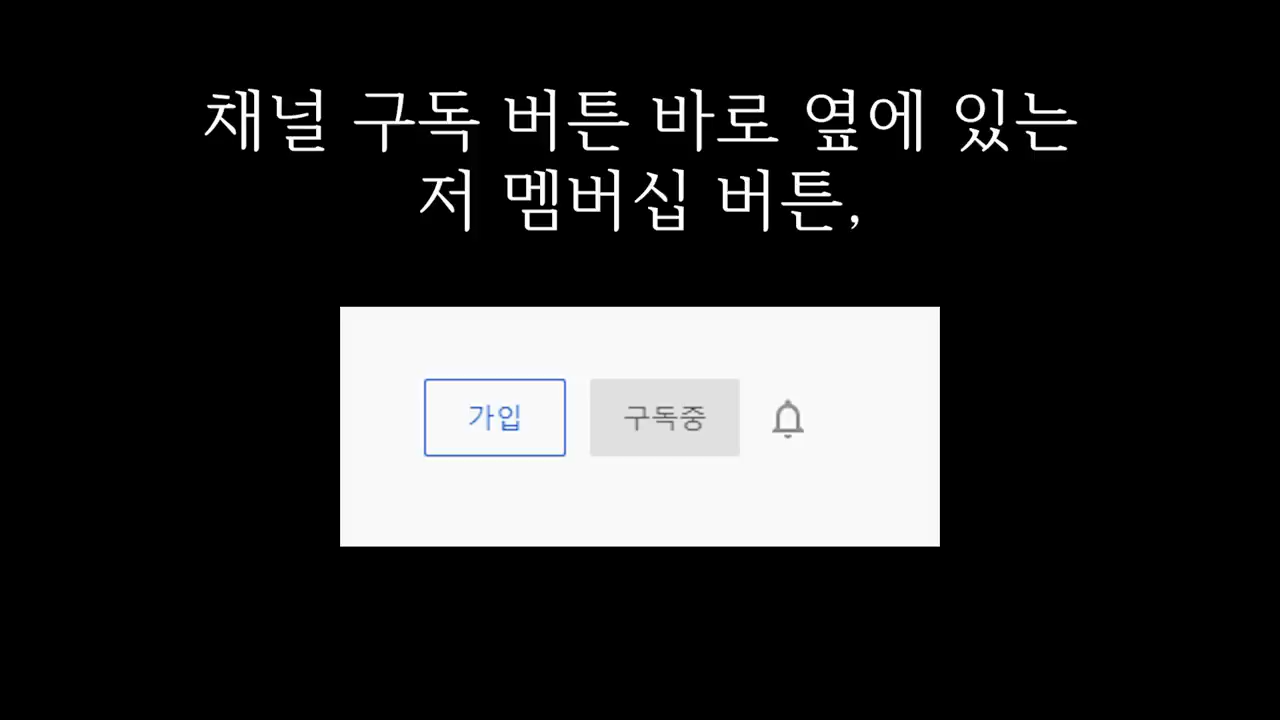 채널 구독 버튼 바로 옆에 있는
저 멤버십 버튼,
가입 구독중